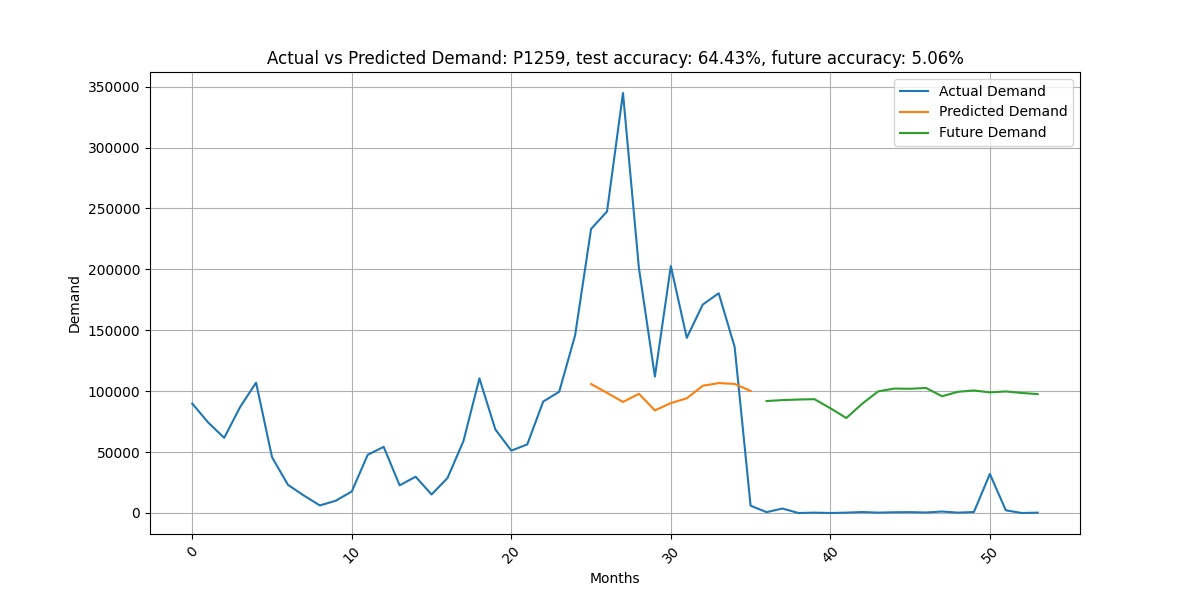 Actual vs Predicted Demand: P1259, test accuracy: 64.43%, future accuracy: 5.06%
350000
300000
250000
200000
150000
100000
50000
0
Demand
Actual Demand
Predicted Demand
Future Demand
0
10
20
30
40
50
Months